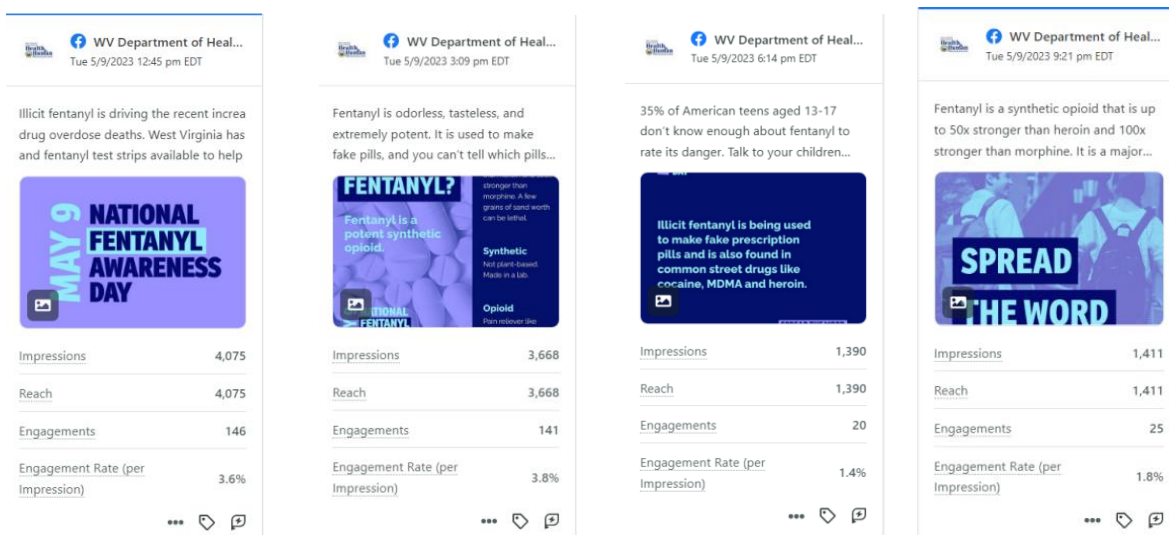 WV Department of Heal...
Tue 5/9/2023 12:45 pm EDT
Illicit fentanyl is driving the recent increa
drug overdose deaths. West Virginia has
and fentanyl test strips available to help
MAY 9
NATIONAL
FENTANYL
AWARENESS
DAY
Impressions 4,075
Reach 4,075
Engagements 146
Engagement Rate (per
Impression) 3.6%
WV Department of Heal...
Tue 5/9/2023 3:09 pm EDT
Fentanyl is odorless, tasteless, and
extremely potent. It is used to make
fake pills, and you can't tell which pills...
FENTANYL?
Fentanyl is a
potent synthetic
opioid.
stronger than
morphine. A few
grains of sand worth
can be lethal.
Synthetic
Not plant-based.
Made in a lab.
Opioid
Pain reliever like
NATIONAL
FENTANYL
Impressions 3,668
Reach 3,668
Engagements 141
Engagement Rate (per
Impression) 3.8%
WV Department of Heal...
Tue 5/9/2023 6:14 pm EDT
35% of American teens aged 13-17
don't know enough about fentanyl to
rate its danger. Talk to your children...
Illicit fentanyl is being used
to make fake prescription
pills and is also found in
common street drugs like
cocaine, MDMA and heroin.
Impressions 1,390
Reach 1,390
Engagements 20
Engagement Rate (per
Impression) 1.4%
WV Department of Heal...
Tue 5/9/2023 9:21 pm EDT
Fentanyl is a synthetic opioid that is up
to 50x stronger than heroin and 100x
stronger than morphine. It is a major...
SPREAD
THE WORD
Impressions 1,411
Reach 1,411
Engagements 25
Engagement Rate (per
Impression) 1.8%